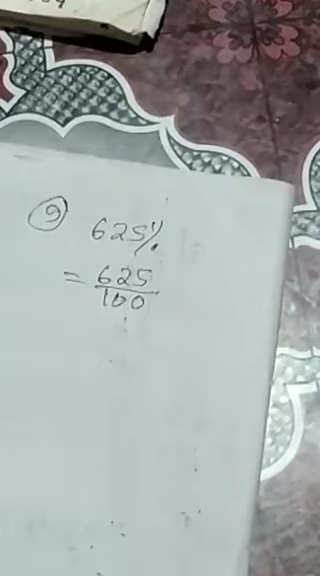 ⑨ 625%
= 625/100